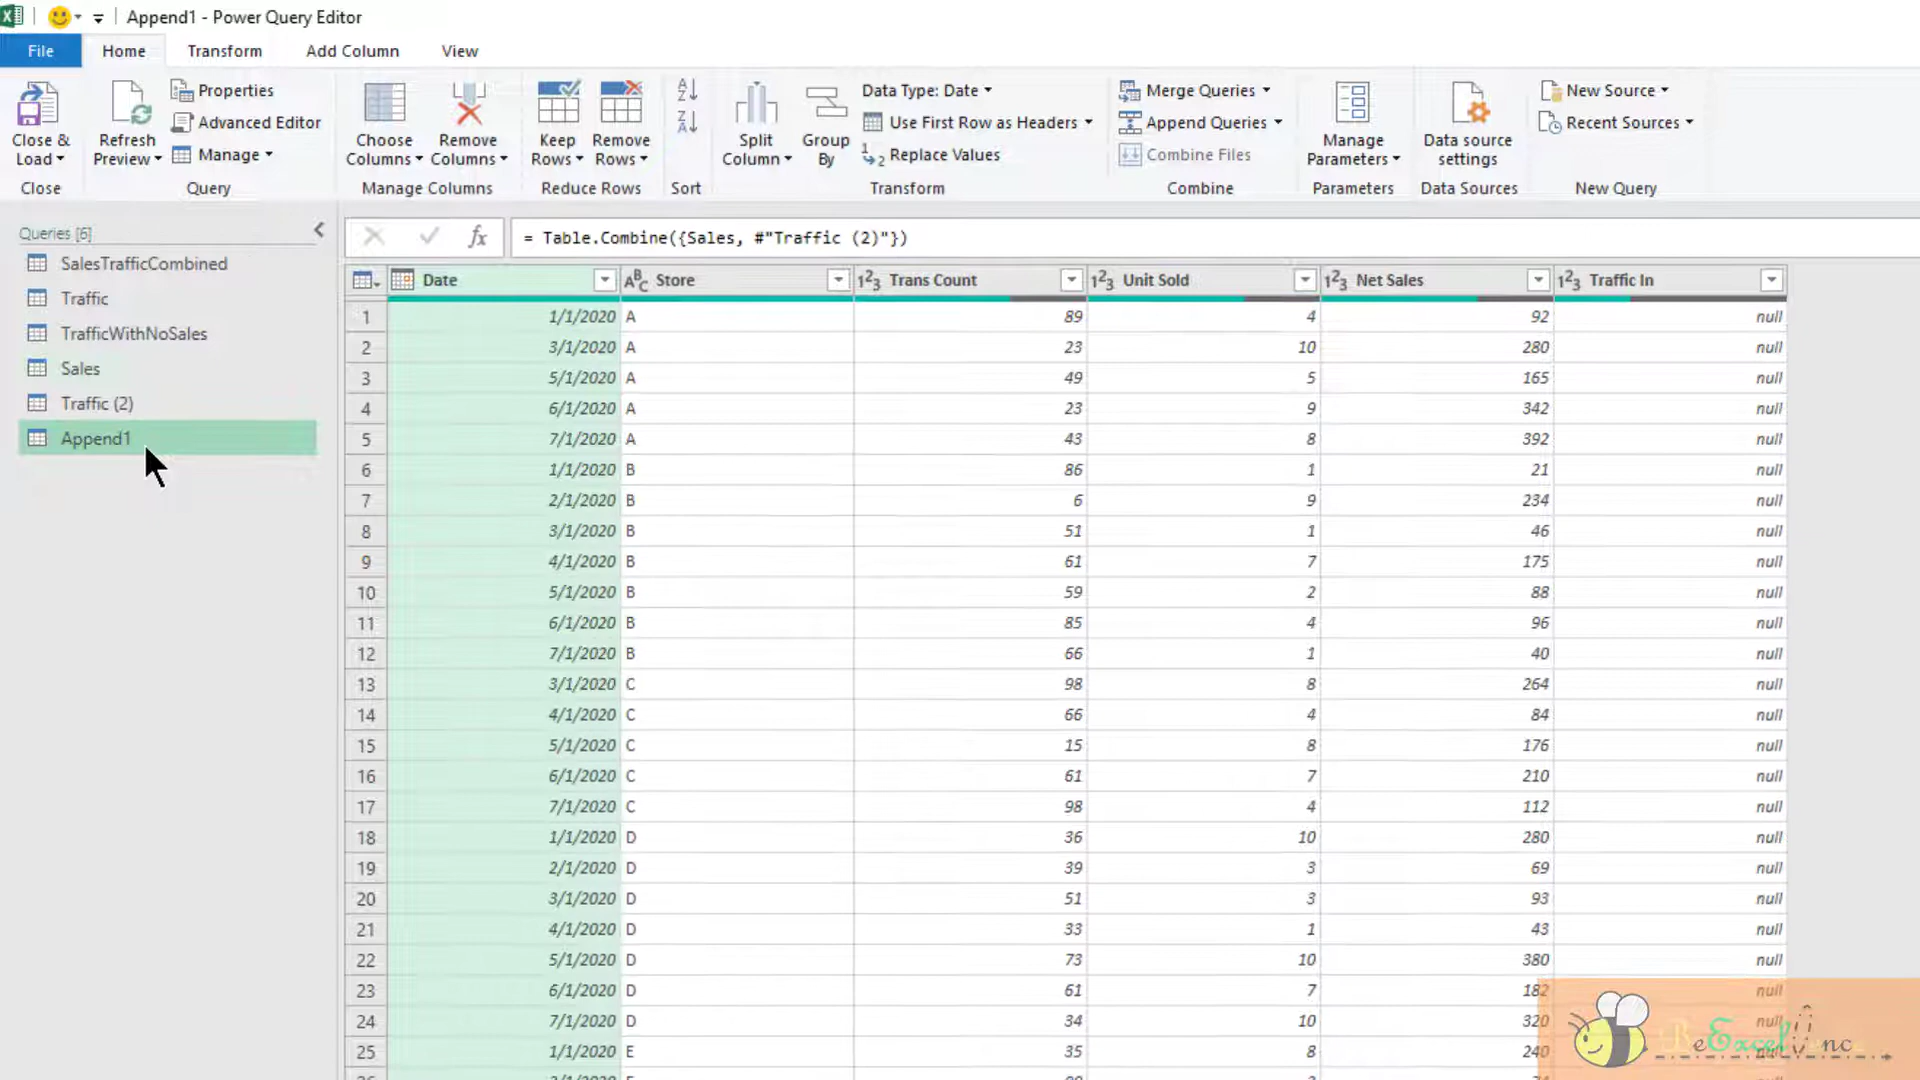 Append1 - Power Query Editor
File Home Transform Add Column View
Close & Load
Refresh Preview
Properties
Advanced Editor
Manage
Choose Columns
Remove Columns
Keep Rows
Remove Rows
Split Column
Group By
Data Type: Date
Use First Row as Headers
Replace Values
Merge Queries
Append Queries
Combine Files
Manage Parameters
Data source settings
New Source
Recent Sources
Close Query Manage Columns Reduce Rows Sort Transform Combine Parameters Data Sources New Query
Queries [6]
SalesTrafficCombined
Traffic
TrafficWithNoSales
Sales
Traffic (2)
Append1
fx = Table.Combine({Sales, #"Traffic (2)"})
Date ABC Store 123 Trans Count 123 Unit Sold 123 Net Sales 123 Traffic In
1 1/1/2020 A 89 4 92 null
2 3/1/2020 A 23 10 280 null
3 5/1/2020 A 49 5 165 null
4 6/1/2020 A 23 9 342 null
5 7/1/2020 A 43 8 392 null
6 1/1/2020 B 86 1 21 null
7 2/1/2020 B 6 9 234 null
8 3/1/2020 B 51 1 46 null
9 4/1/2020 B 61 7 175 null
10 5/1/2020 B 59 2 88 null
11 6/1/2020 B 85 4 96 null
12 7/1/2020 B 66 1 40 null
13 3/1/2020 C 98 8 264 null
14 4/1/2020 C 66 4 84 null
15 5/1/2020 C 15 8 176 null
16 6/1/2020 C 61 7 210 null
17 7/1/2020 C 98 4 112 null
18 1/1/2020 D 36 10 280 null
19 2/1/2020 D 39 3 69 null
20 3/1/2020 D 51 3 93 null
21 4/1/2020 D 33 1 43 null
22 5/1/2020 D 73 10 380 null
23 6/1/2020 D 61 7 182 null
24 7/1/2020 D 34 10 320 null
25 1/1/2020 E 35 8 240 null